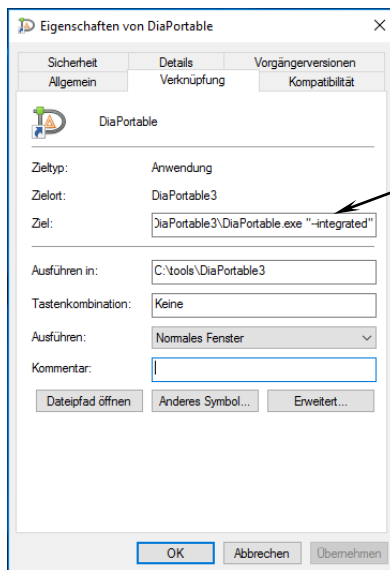 Eigenschaften von DiaPortable
Sicherheit Details Vorgängerversionen
Allgemein Verknüpfung Kompatibilität
DiaPortable
Zieltyp: Anwendung
Zielort: DiaPortable3
Ziel: DiaPortable3\DiaPortable.exe "--integrated"
Ausführen in: C:\tools\DiaPortable3
Tastenkombination: Keine
Ausführen: Normales Fenster
Kommentar:
Dateipfad öffnen Anderes Symbol... Erweitert...
OK Abbrechen Übernehmen